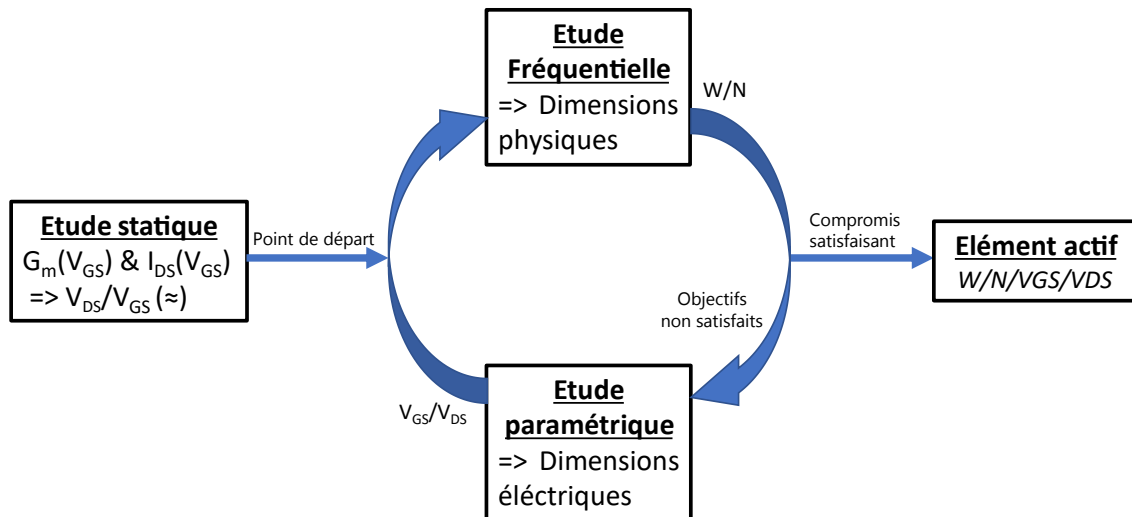 Etude
Fréquentielle
=> Dimensions
physiques
W/N
Etude statique
Gm(VGS) & IDS(VGS)
=> VDS/VGS (≈)
Point de départ
Compromis
satisfaisant
Elément actif
W/N/VGS/VDS
Objectifs
non satisfaits
VGS/VDS
Etude
paramétrique
=> Dimensions
éléctriques